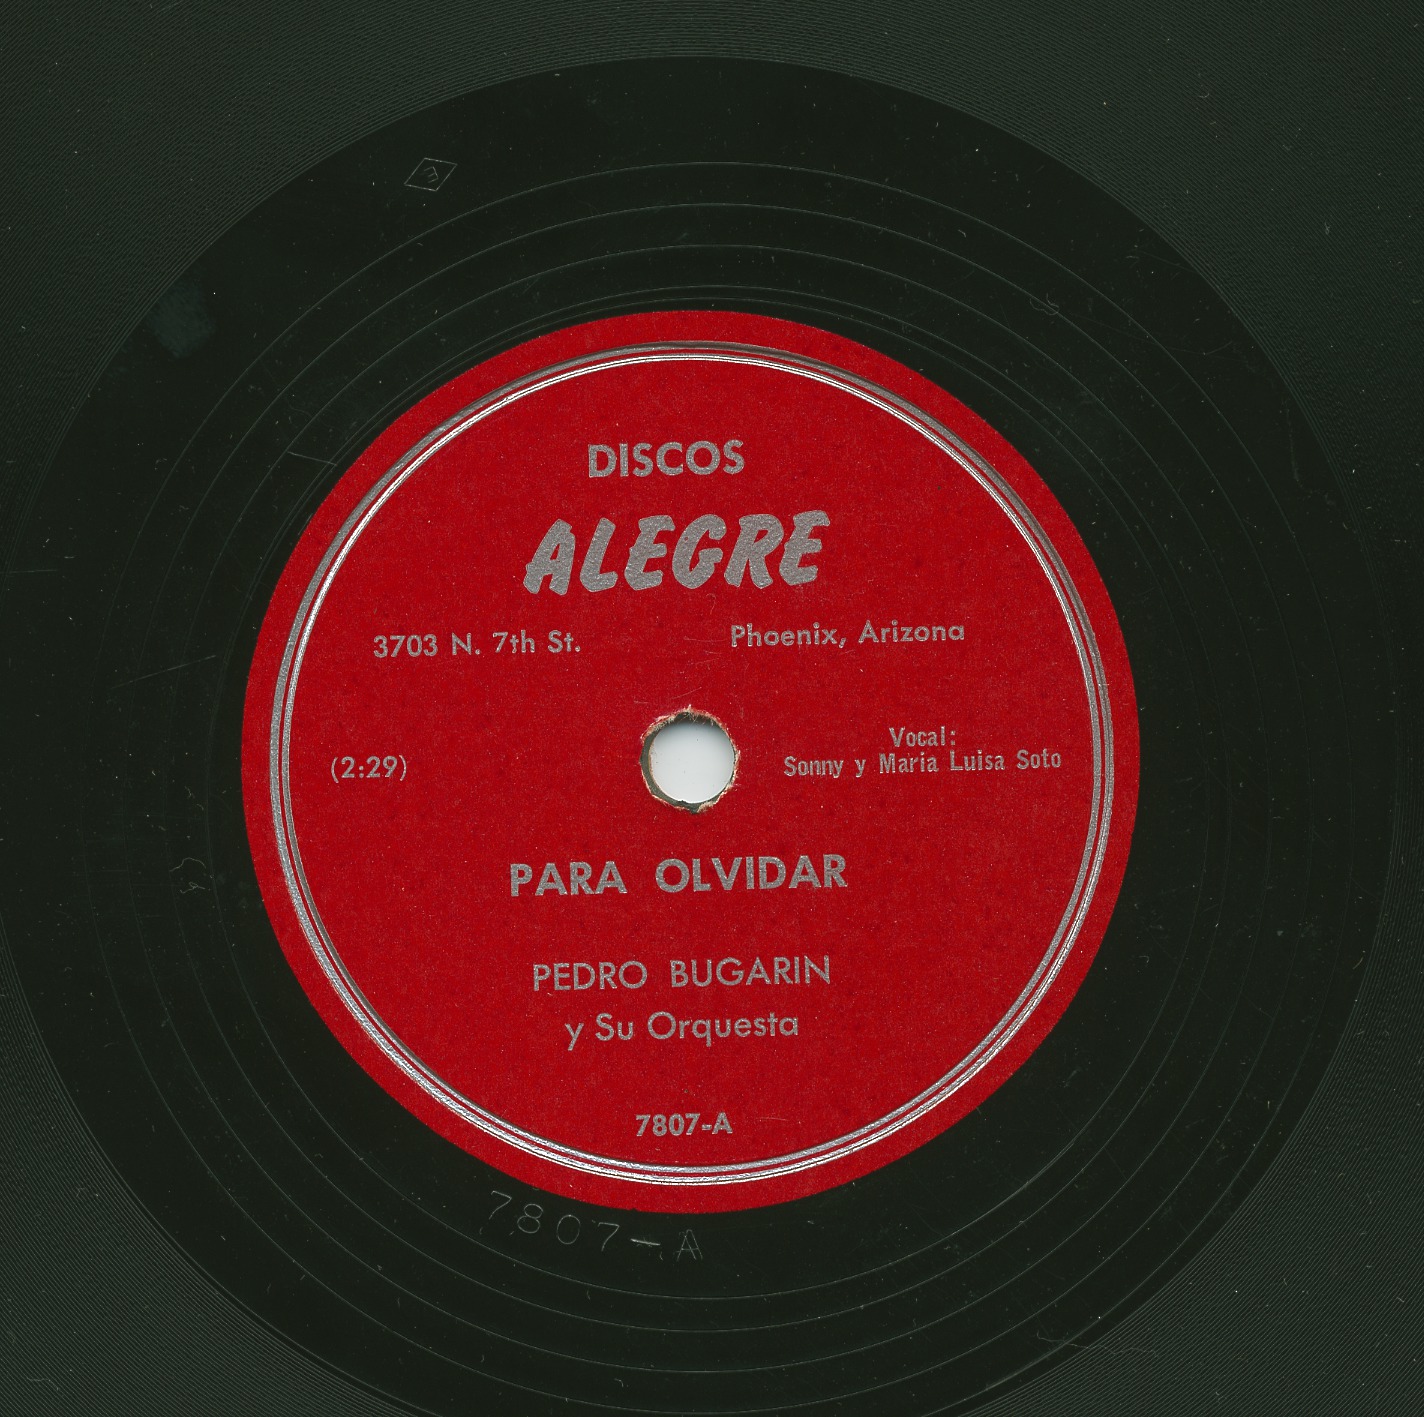 DISCOS
ALEGRE
3703 N. 7th St. Phoenix, Arizona
(2:29)
Vocal:
Sonny y Maria Luisa Soto
PARA OLVIDAR
PEDRO BUGARIN
y Su Orquesta
7807-A
7807-A